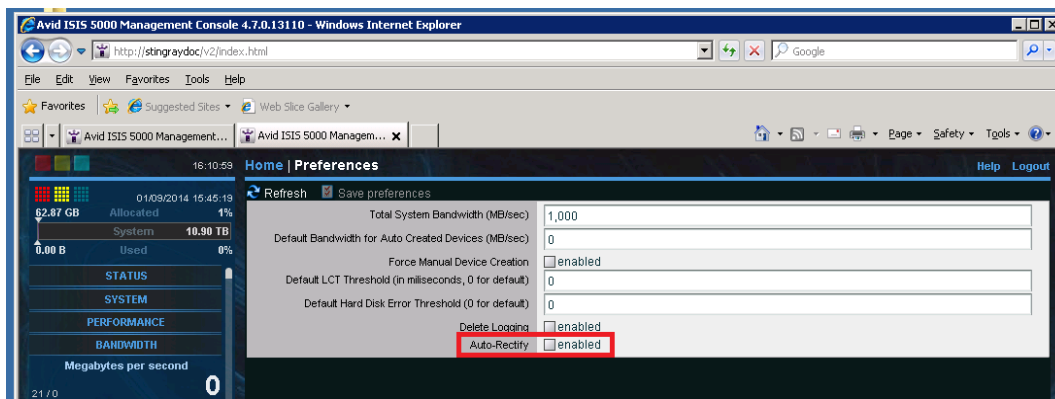 Avid ISIS 5000 Management Console 4.7.0.13110 - Windows Internet Explorer
http://stingraydoc/v2/index.html
Google
File Edit View Favorites Tools Help
Favorites Suggested Sites Web Slice Gallery
Avid ISIS 5000 Management... Avid ISIS 5000 Managem... Page Safety Tools
16:10:59 Home | Preferences Help Logout
01/09/2014 15:45:19 Refresh Save preferences
62.87 GB Allocated 1%
System 10.90 TB
0.00 B Used 0%
STATUS
SYSTEM
PERFORMANCE
BANDWIDTH
Megabytes per second
21 / 0 0
Total System Bandwidth (MB/sec) 1,000
Default Bandwidth for Auto Created Devices (MB/sec) 0
Force Manual Device Creation enabled
Default LCT Threshold (in miliseconds, 0 for default) 0
Default Hard Disk Error Threshold (0 for default) 0
Delete Logging enabled
Auto-Rectify enabled